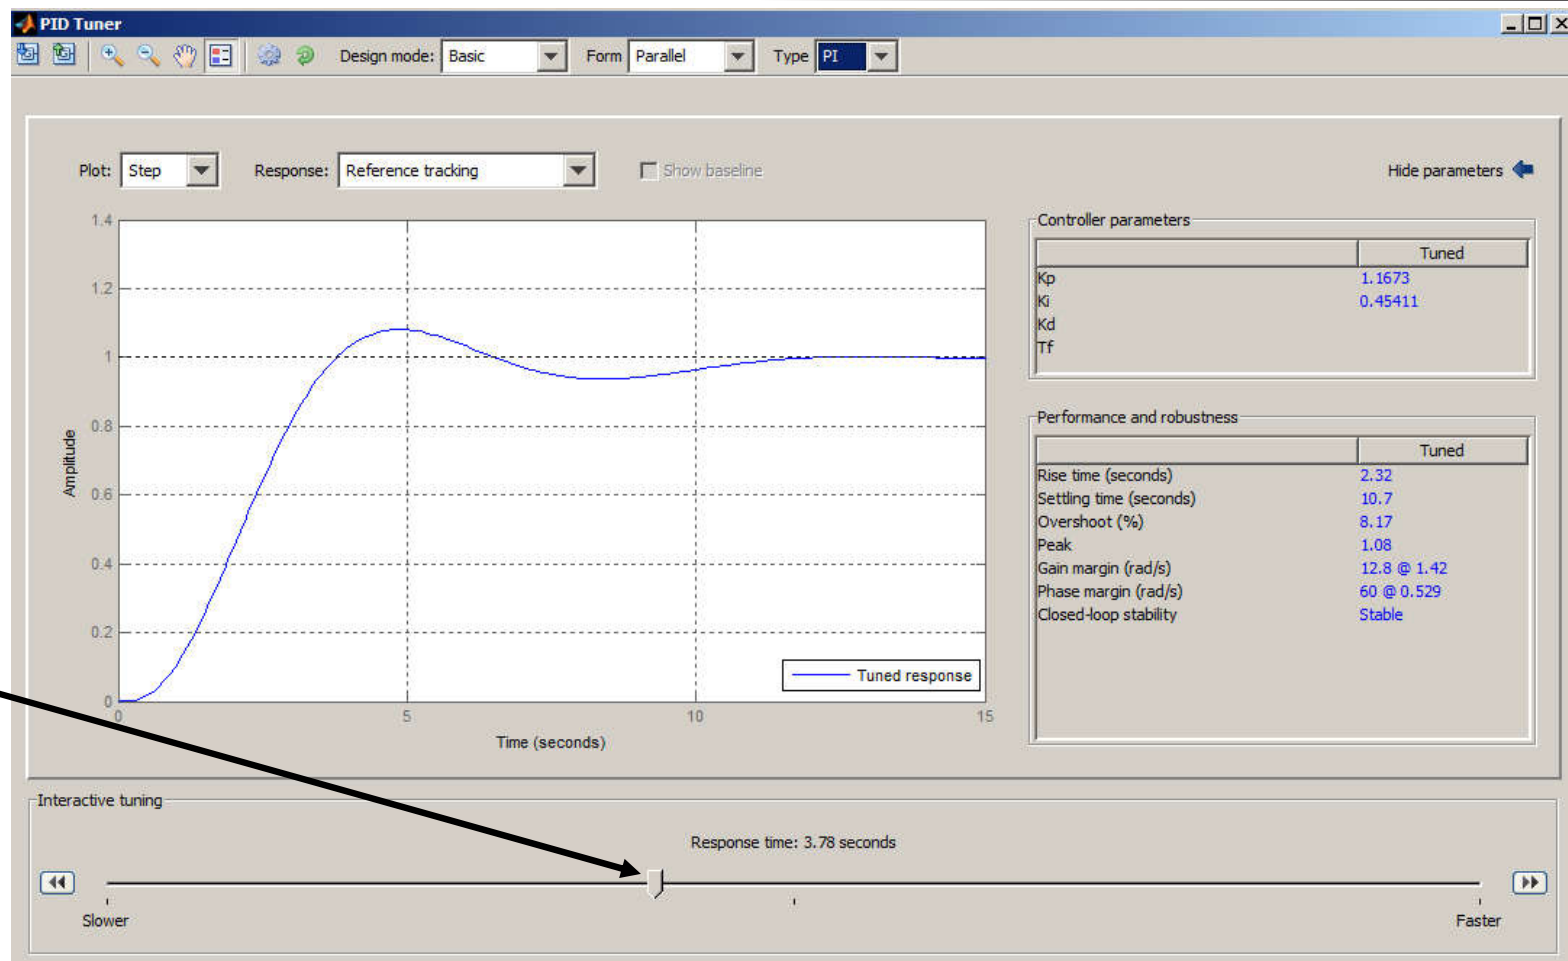 PID Tuner
Design mode: Basic Form Parallel Type PI
Plot: Step Response: Reference tracking Show baseline Hide parameters
1.4
1.2
1
0.8
0.6
0.4
0.2
0
0 5 10 15
Amplitude
Time (seconds)
Tuned response
Controller parameters
Tuned
Kp 1.1673
Ki 0.45411
Kd
Tf
Performance and robustness
Tuned
Rise time (seconds) 2.32
Settling time (seconds) 10.7
Overshoot (%) 8.17
Peak 1.08
Gain margin (rad/s) 12.8 @ 1.42
Phase margin (rad/s) 60 @ 0.529
Closed-loop stability Stable
Interactive tuning
Response time: 3.78 seconds
Slower Faster